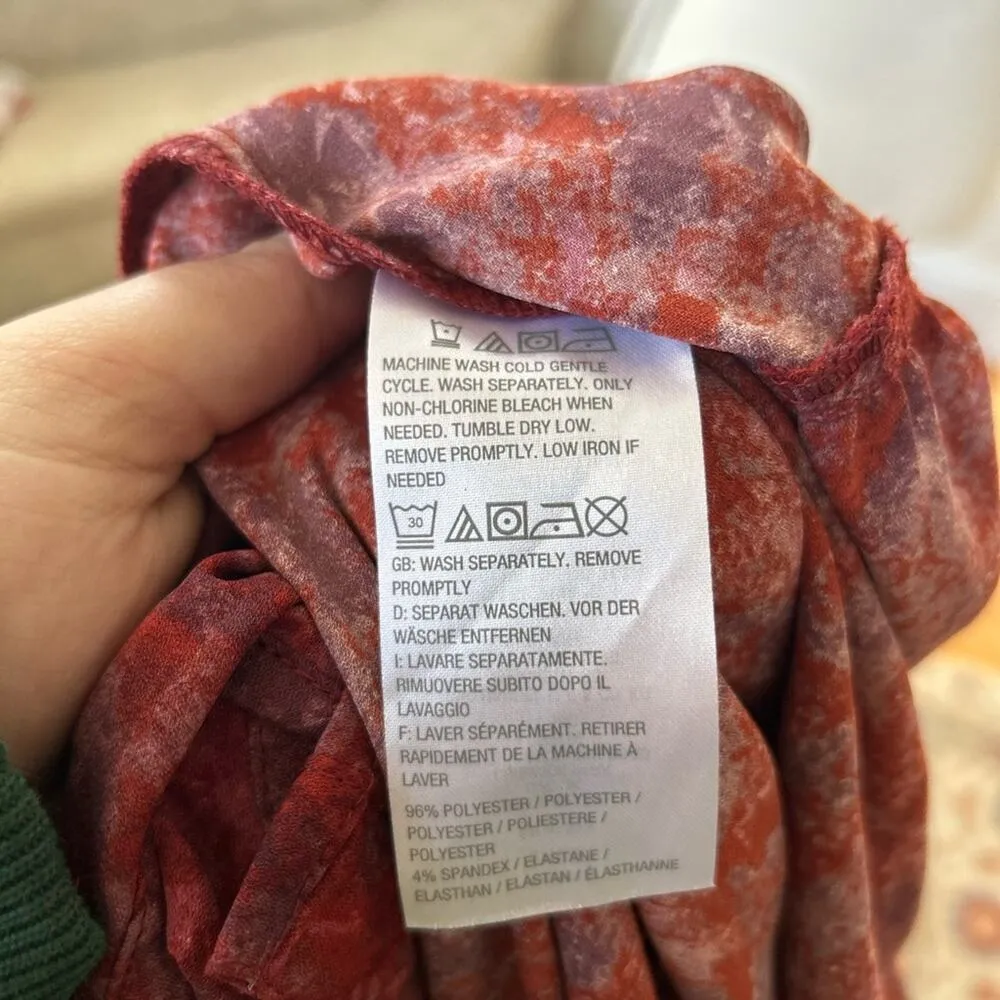 MACHINE WASH COLD GENTLE
CYCLE. WASH SEPARATELY. ONLY
NON-CHLORINE BLEACH WHEN
NEEDED. TUMBLE DRY LOW.
REMOVE PROMPTLY. LOW IRON IF
NEEDED
30
GB: WASH SEPARATELY. REMOVE
PROMPTLY
D: SEPARAT WASCHEN. VOR DER
WÄSCHE ENTFERNEN
I: LAVARE SEPARATAMENTE.
RIMUOVERE SUBITO DOPO IL
LAVAGGIO
F: LAVER SÉPARÉMENT. RETIRER
RAPIDEMENT DE LA MACHINE À
LAVER
96% POLYESTER / POLYESTER /
POLYESTER / POLIESTERE /
POLYESTER
4% SPANDEX / ELASTANE /
ELASTHAN / ELASTAN / ÉLASTHANNE